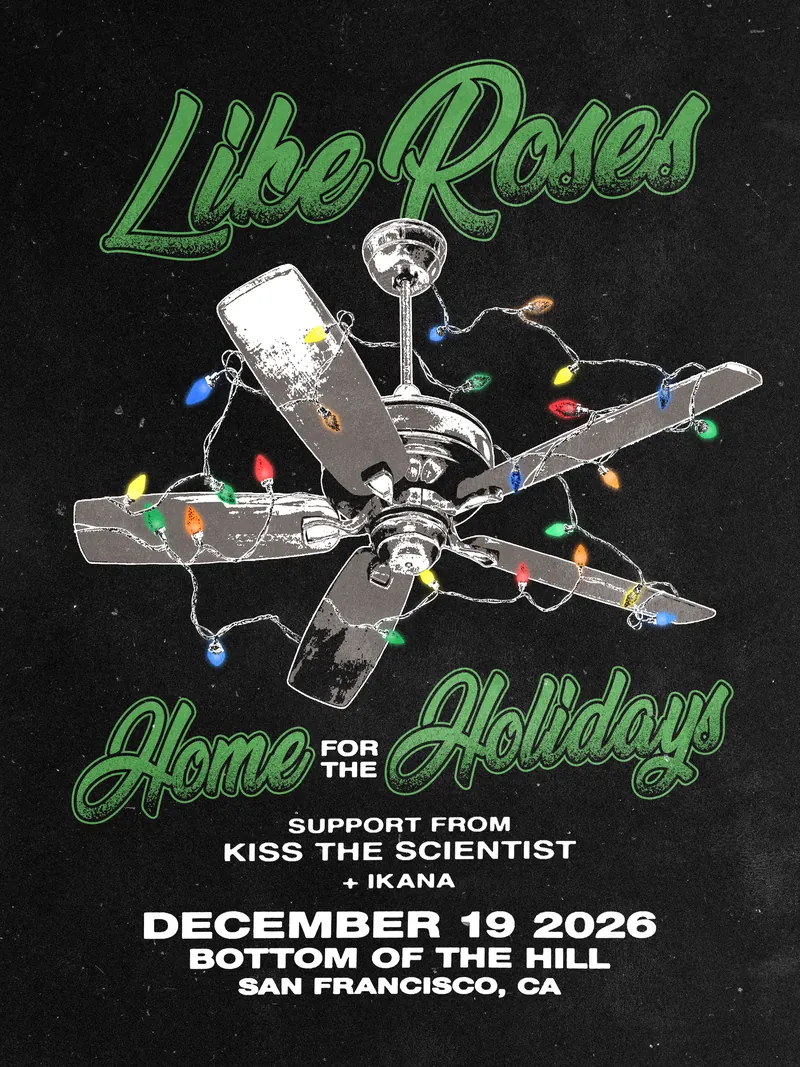 Like Roses
Home FOR THE Holidays
SUPPORT FROM
KISS THE SCIENTIST
+ IKANA
DECEMBER 19 2026
BOTTOM OF THE HILL
SAN FRANCISCO, CA